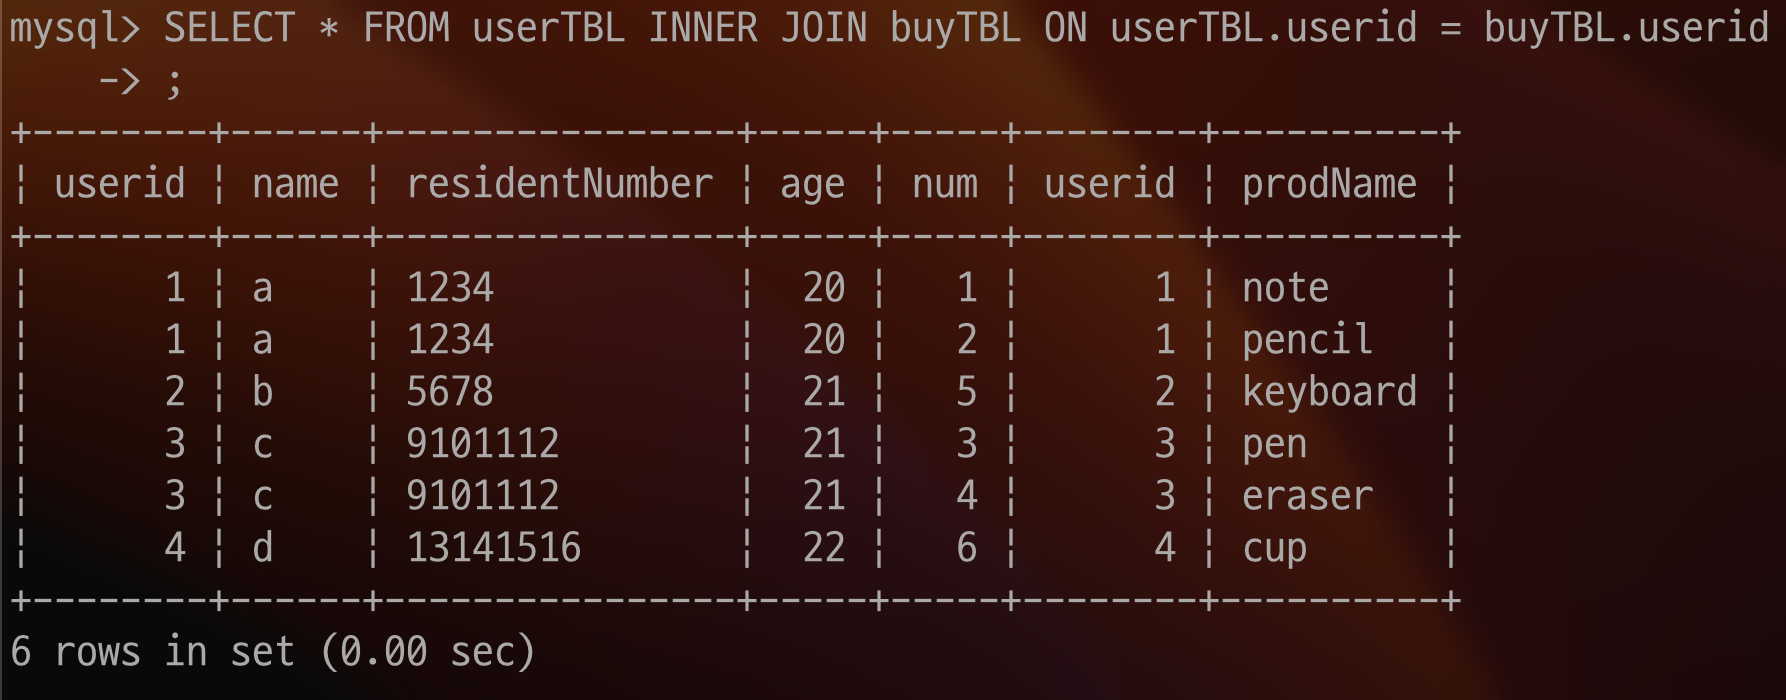 mysql> SELECT * FROM userTBL INNER JOIN buyTBL ON userTBL.userid = buyTBL.userid
    -> ;
+--------+------+----------------+-----+-----+--------+----------+
| userid | name | residentNumber | age | num | userid | prodName |
+--------+------+----------------+-----+-----+--------+----------+
|      1 | a    | 1234           |  20 |   1 |      1 | note     |
|      1 | a    | 1234           |  20 |   2 |      1 | pencil   |
|      2 | b    | 5678           |  21 |   5 |      2 | keyboard |
|      3 | c    | 9101112        |  21 |   3 |      3 | pen      |
|      3 | c    | 9101112        |  21 |   4 |      3 | eraser   |
|      4 | d    | 13141516       |  22 |   6 |      4 | cup      |
+--------+------+----------------+-----+-----+--------+----------+
6 rows in set (0.00 sec)